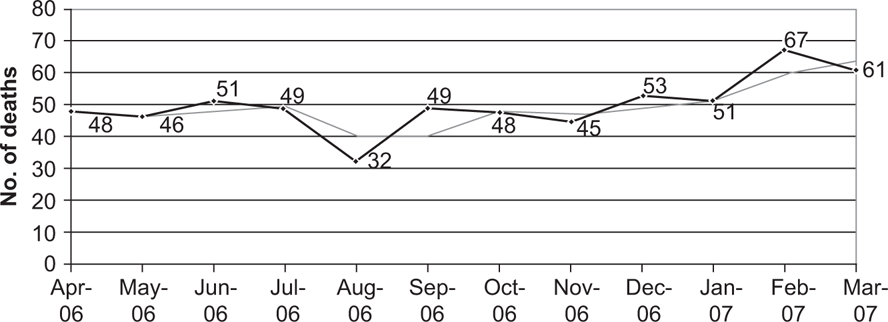 80
70
60
50
40
30
20
10
0
No. of deaths
48
46
51
49
32
49
48
45
53
51
67
61
Apr-
06
May-
06
Jun-
06
Jul-
06
Aug-
06
Sep-
06
Oct-
06
Nov-
06
Dec-
06
Jan-
07
Feb-
07
Mar-
07